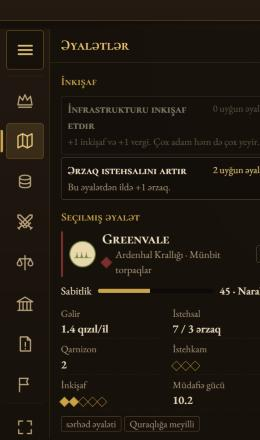 Əyalətlər
İnkişaf
İnfrastrukturu inkişaf 0 uyğun əyal
etdir
+1 inkişaf və +1 vergi. Çox adam həm də çox yeyir.
Ərzaq istehsalını artır 2 uyğun əyal
Bu əyalətdən ildə +1 ərzaq.
Seçilmiş əyalət
Greenvale
Ardenhal Krallığı · Münbit
torpaqlar
Sabitlik 45 · Nara
Gəlir İstehsal
1.4 qızıl/il 7 / 3 ərzaq
Qarnizon İstehkam
2
İnkişaf Müdafiə gücü
10.2
sərhəd əyaləti Quraqlığa meyilli